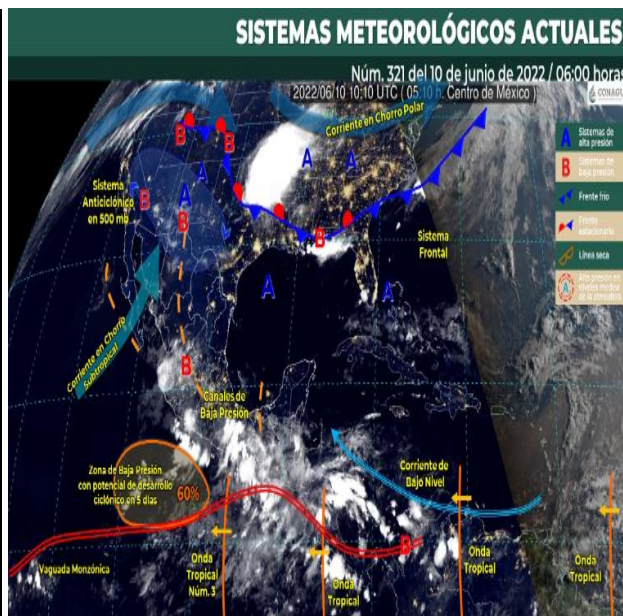 SISTEMAS METEOROLÓGICOS ACTUALES
Núm. 321 del 10 de junio de 2022 / 06:00 horas
2022/06/10 10:10 UTC ( 05:10 h. Centro de México )
CONAGUA
Corriente en Chorro Polar
A
Sistemas de
alta presión
B
Sistemas de
baja presión
Frente frío
Frente
estacionario
Línea seca
A
Alta presión en
niveles medios
de la atmósfera
B
B
A
A
A
Sistema
Anticiclónico
en 500 mb
B
A
B
B
Sistema
Frontal
A
A
Corriente en Chorro
Subtropical
B
Canales de
Baja Presión
Zona de Baja Presión
con potencial de desarrollo
ciclónico en 5 días
60%
Corriente de
Bajo Nivel
Vaguada Monzónica
Onda
Tropical
Núm. 3
Onda
Tropical
B
Onda
Tropical
Onda
Tropical